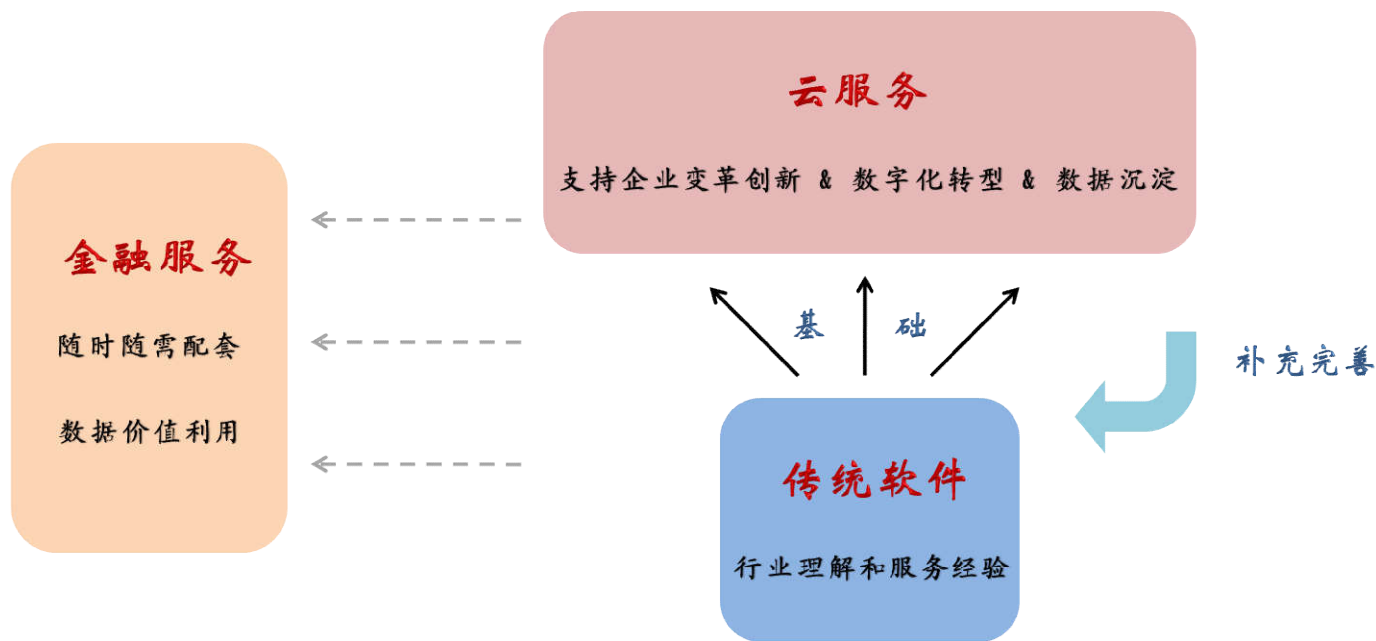 云服务
支持企业变革创新 & 数字化转型 & 数据沉淀
金融服务
随时随需配套
数据价值利用
基 础
补充完善
传统软件
行业理解和服务经验